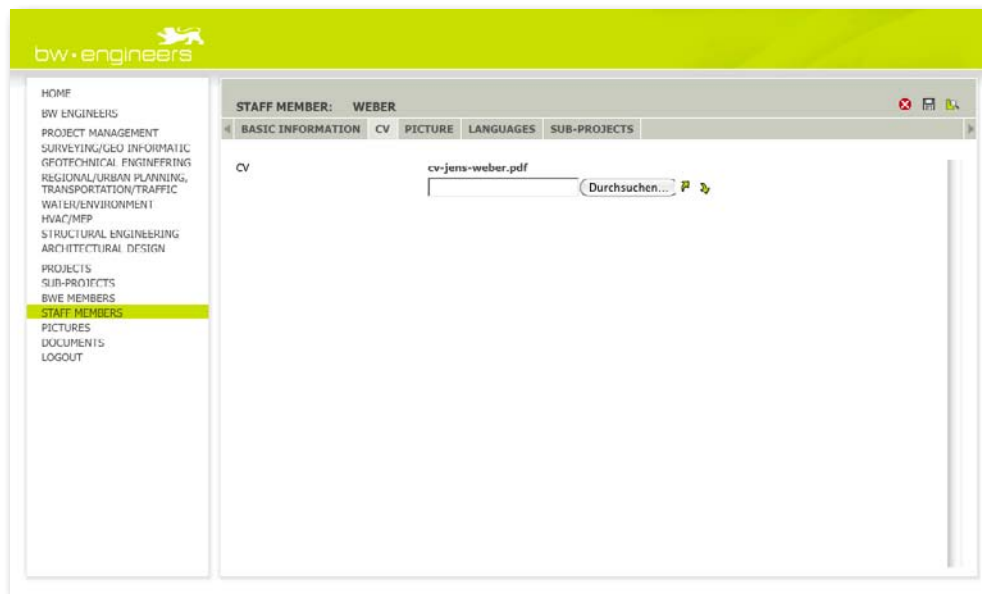 bw•engineers
HOME
BW ENGINEERS
PROJECT MANAGEMENT
SURVEYING/GEO INFORMATIC
GEOTECHNICAL ENGINEERING
REGIONAL/URBAN PLANNING,
TRANSPORTATION/TRAFFIC
WATER/ENVIRONMENT
HVAC/MEP
STRUCTURAL ENGINEERING
ARCHITECTURAL DESIGN
PROJECTS
SUB-PROJECTS
BWE MEMBERS
STAFF MEMBERS
PICTURES
DOCUMENTS
LOGOUT
STAFF MEMBER: WEBER
BASIC INFORMATION CV PICTURE LANGUAGES SUB-PROJECTS
CV cv-jens-weber.pdf
Durchsuchen...